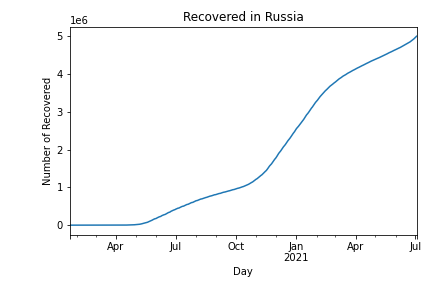 Recovered in Russia
1e6
5
4
3
2
1
0
Number of Recovered
Apr Jul Oct Jan Apr Jul
2021
Day